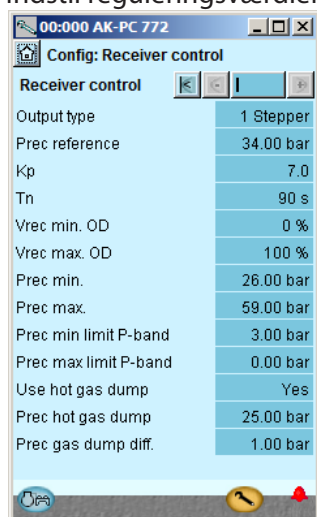 Indstil reguleringsværdier
00:000 AK-PC 772
Config: Receiver control
Receiver control
Output type 1 Stepper
Prec reference 34.00 bar
Kp 7.0
Tn 90 s
Vrec min. OD 0 %
Vrec max. OD 100 %
Prec min. 26.00 bar
Prec max. 59.00 bar
Prec min limit P-band 3.00 bar
Prec max limit P-band 0.00 bar
Use hot gas dump Yes
Prec hot gas dump 25.00 bar
Prec gas dump diff. 1.00 bar